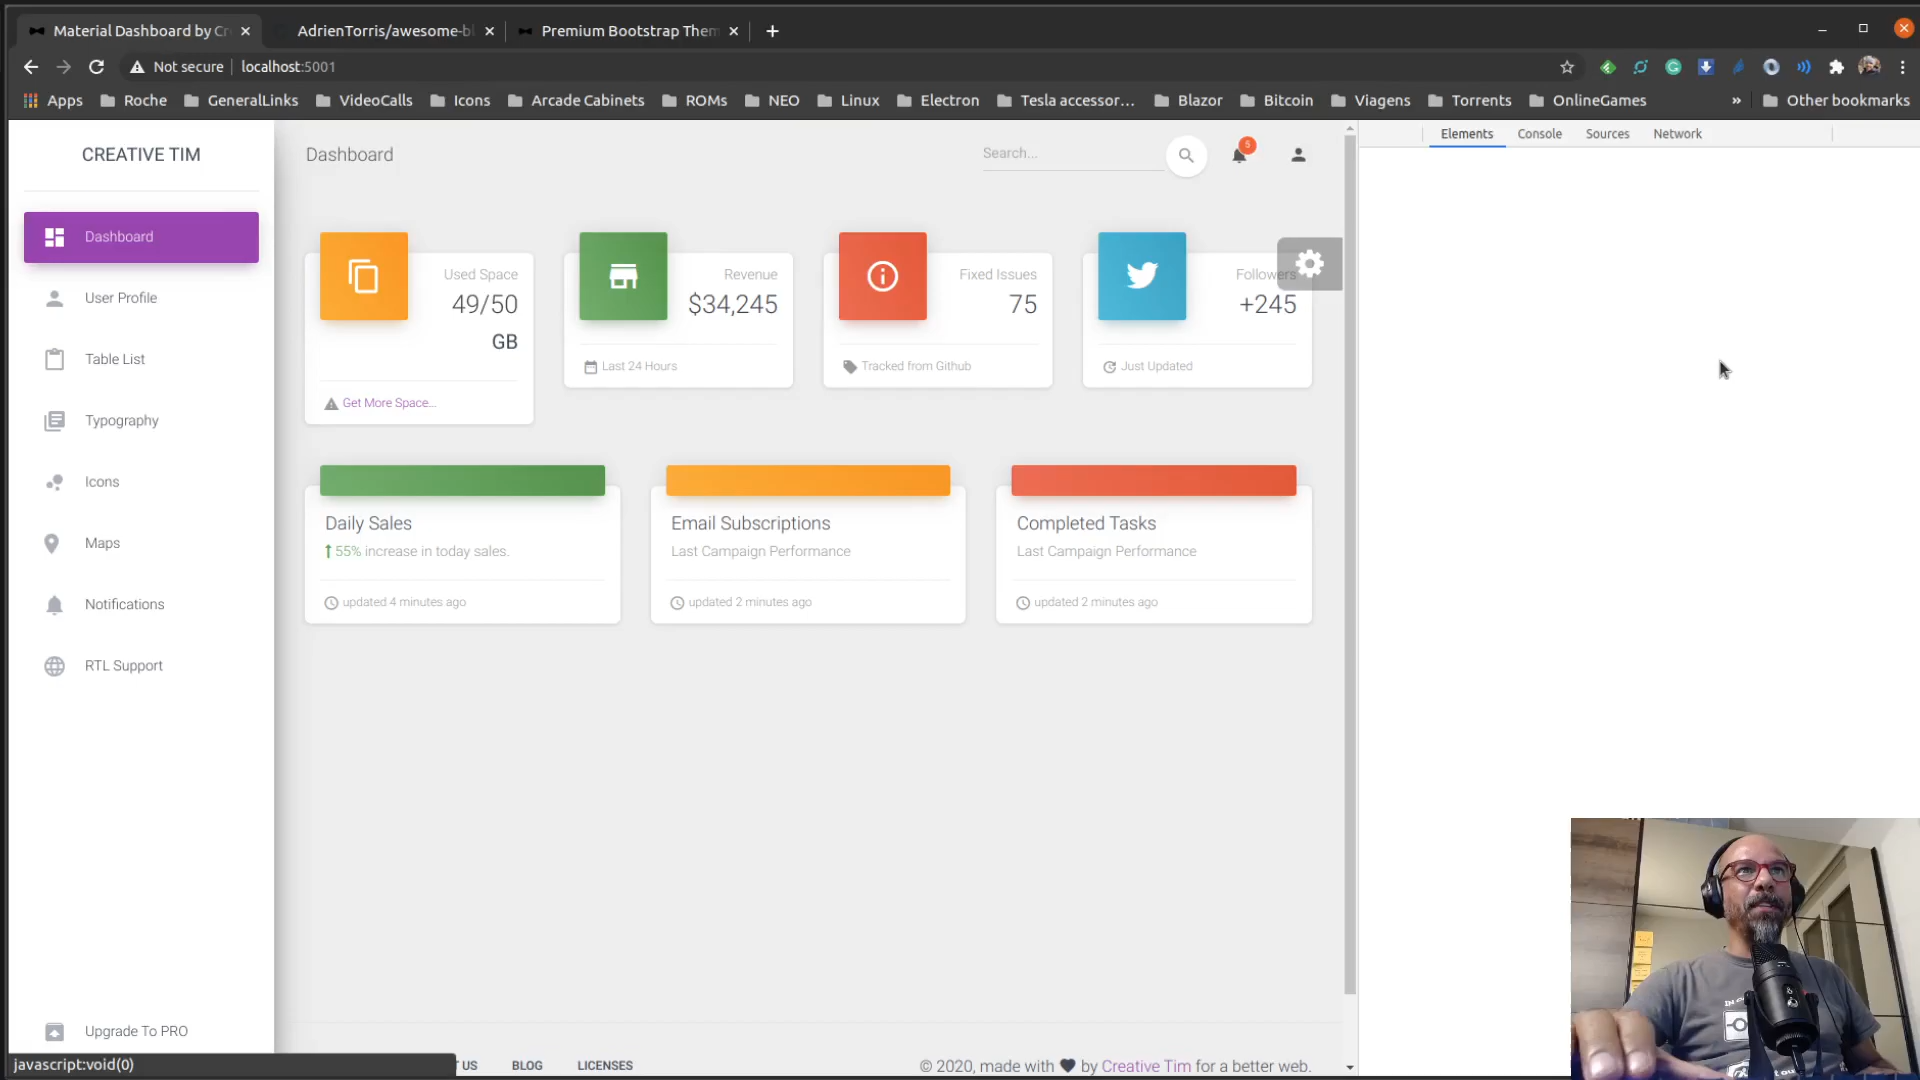 Material Dashboard by Cr
AdrienTorris/awesome-bl
Premium Bootstrap Them
Not secure
localhost:5001
Apps
Roche
GeneralLinks
VideoCalls
Icons
Arcade Cabinets
ROMs
NEO
Linux
Electron
Tesla accessor...
Blazor
Bitcoin
Viagens
Torrents
OnlineGames
»
Other bookmarks
CREATIVE TIM
Dashboard
User Profile
Table List
Typography
Icons
Maps
Notifications
RTL Support
Upgrade To PRO
javascript:void(0)
Dashboard
Search...
5
Used Space
49/50
GB
Get More Space...
Revenue
$34,245
Last 24 Hours
Fixed Issues
75
Tracked from Github
Followers
+245
Just Updated
Daily Sales
55% increase in today sales.
updated 4 minutes ago
Email Subscriptions
Last Campaign Performance
updated 2 minutes ago
Completed Tasks
Last Campaign Performance
updated 2 minutes ago
US
BLOG
LICENSES
© 2020, made with ♥ by Creative Tim for a better web.
Elements
Console
Sources
Network